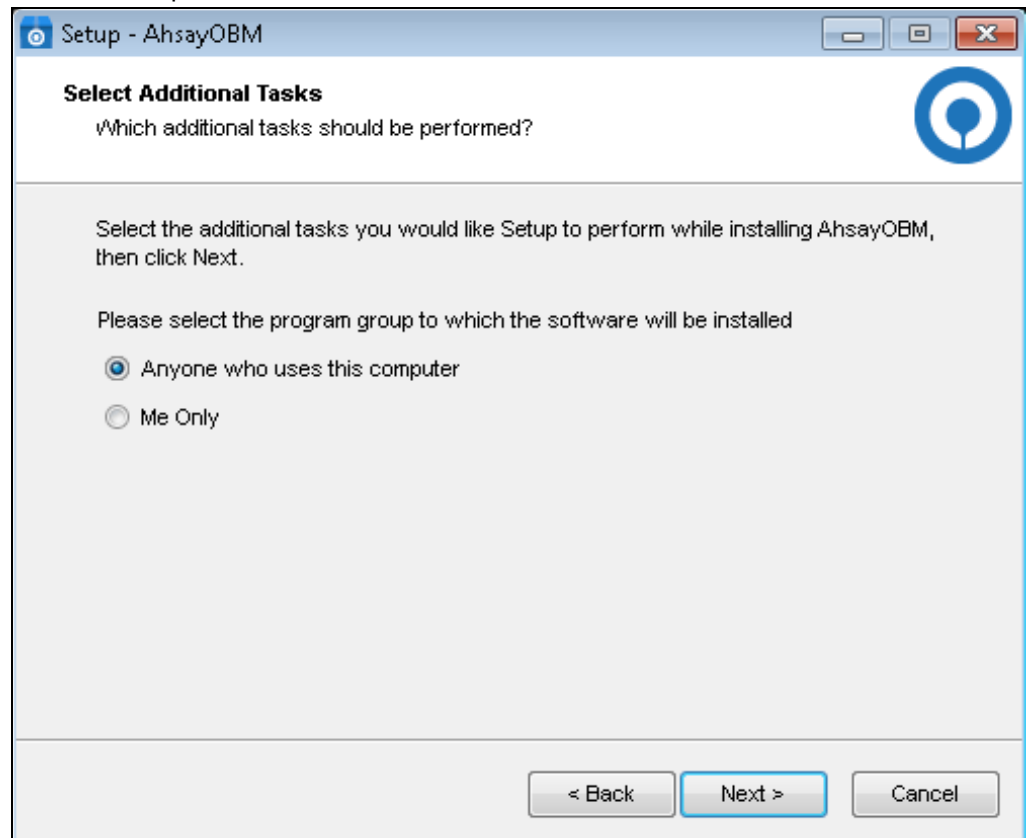 Setup - AhsayOBM
Select Additional Tasks
Which additional tasks should be performed?
Select the additional tasks you would like Setup to perform while installing AhsayOBM,
then click Next.
Please select the program group to which the software will be installed
Anyone who uses this computer
Me Only
< Back
Next >
Cancel